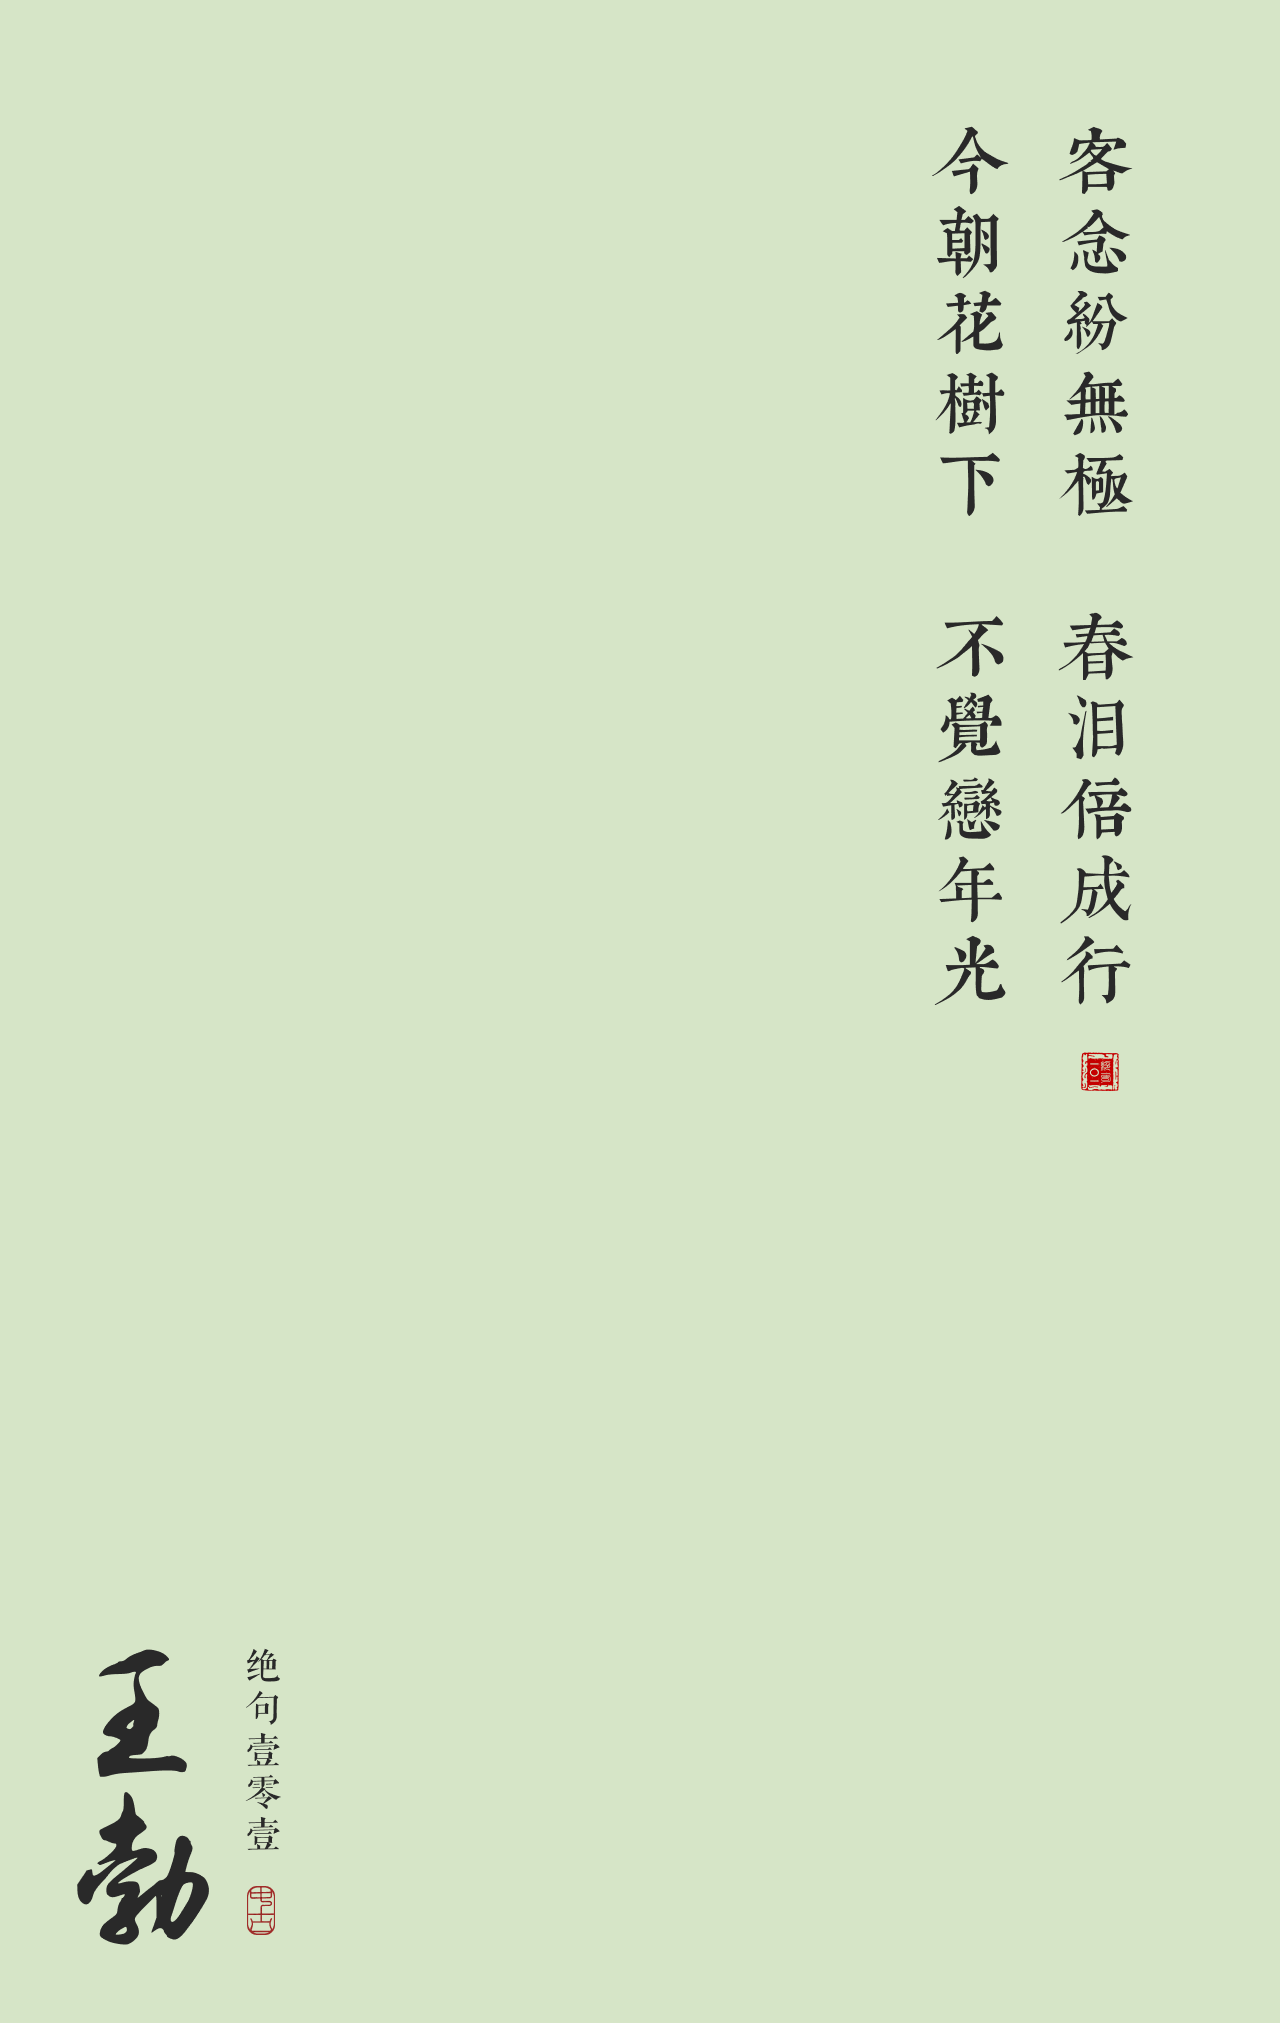 客念紛無極 春泪倍成行
今朝花樹下 不覺戀年光
绝句壹零壹
王勃